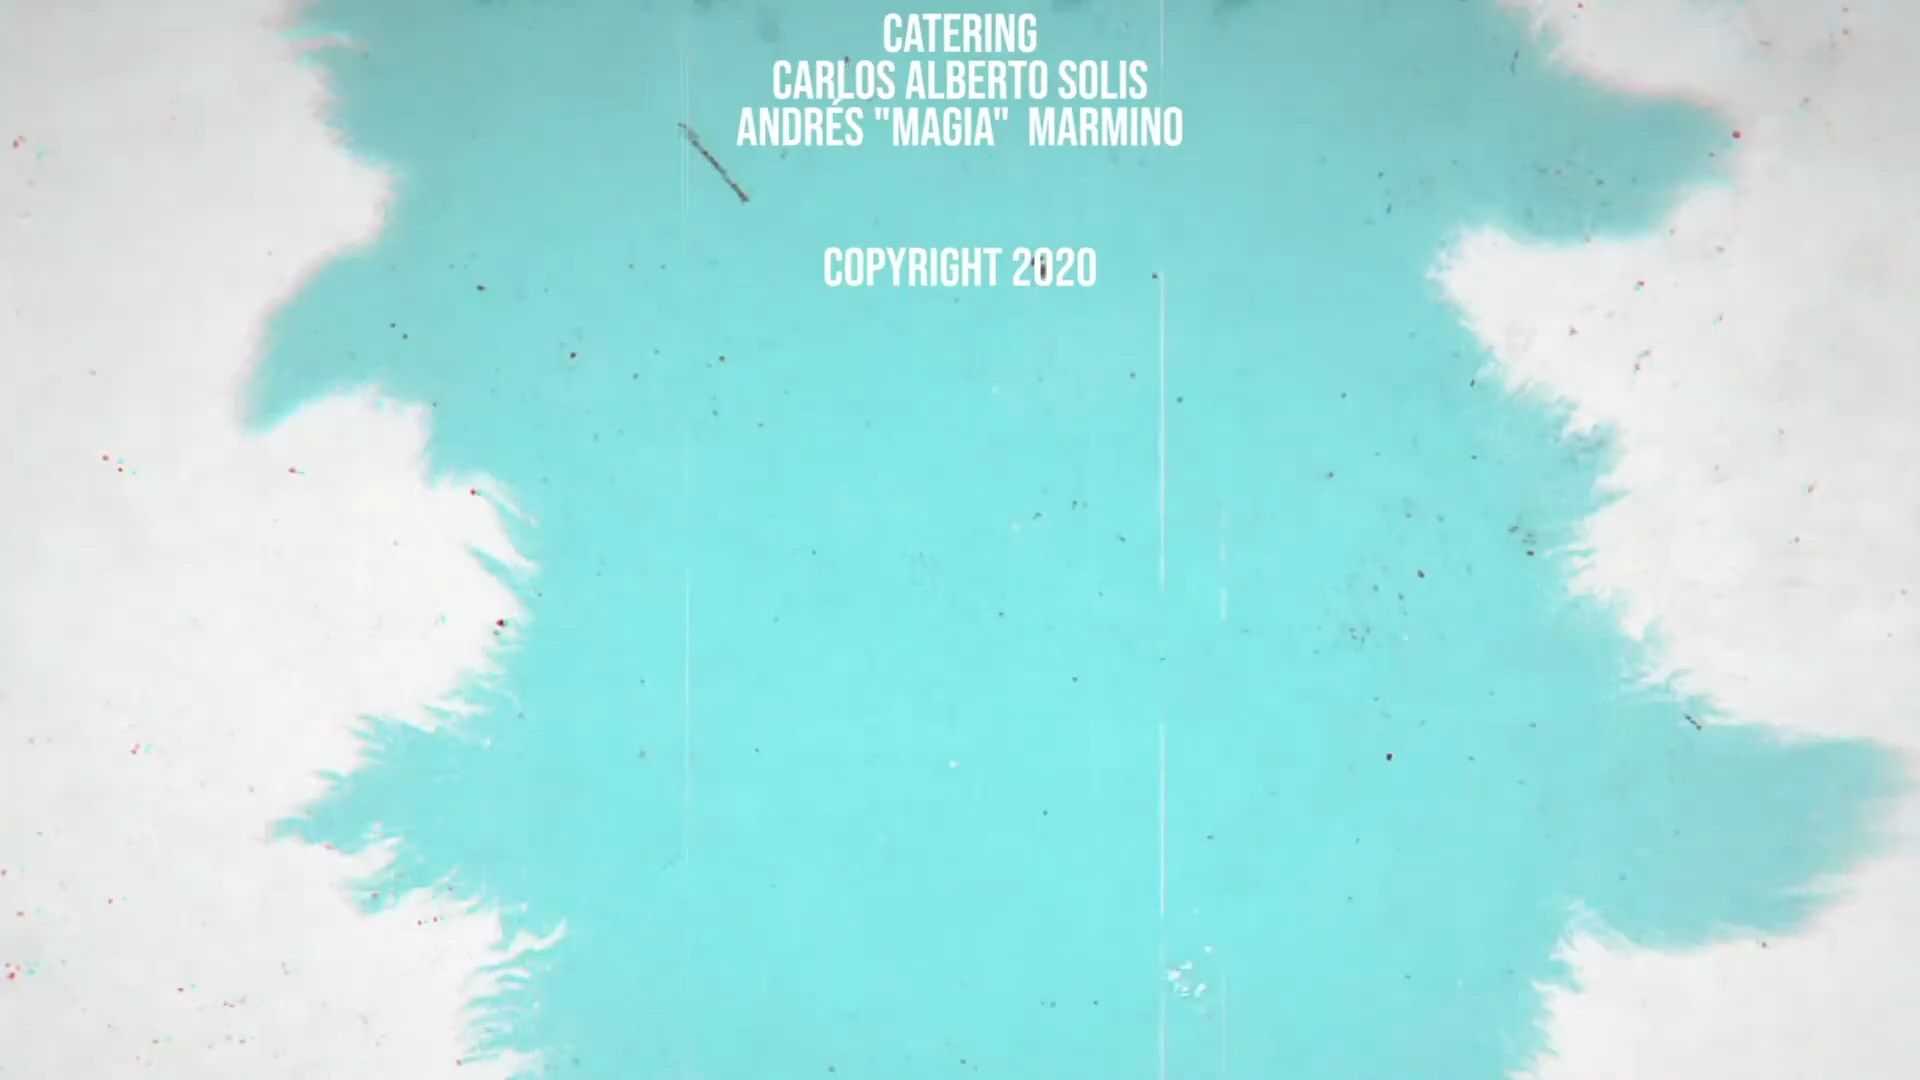 CATERING
CARLOS ALBERTO SOLIS
ANDRÉS "MAGIA" MARMINO
COPYRIGHT 2020